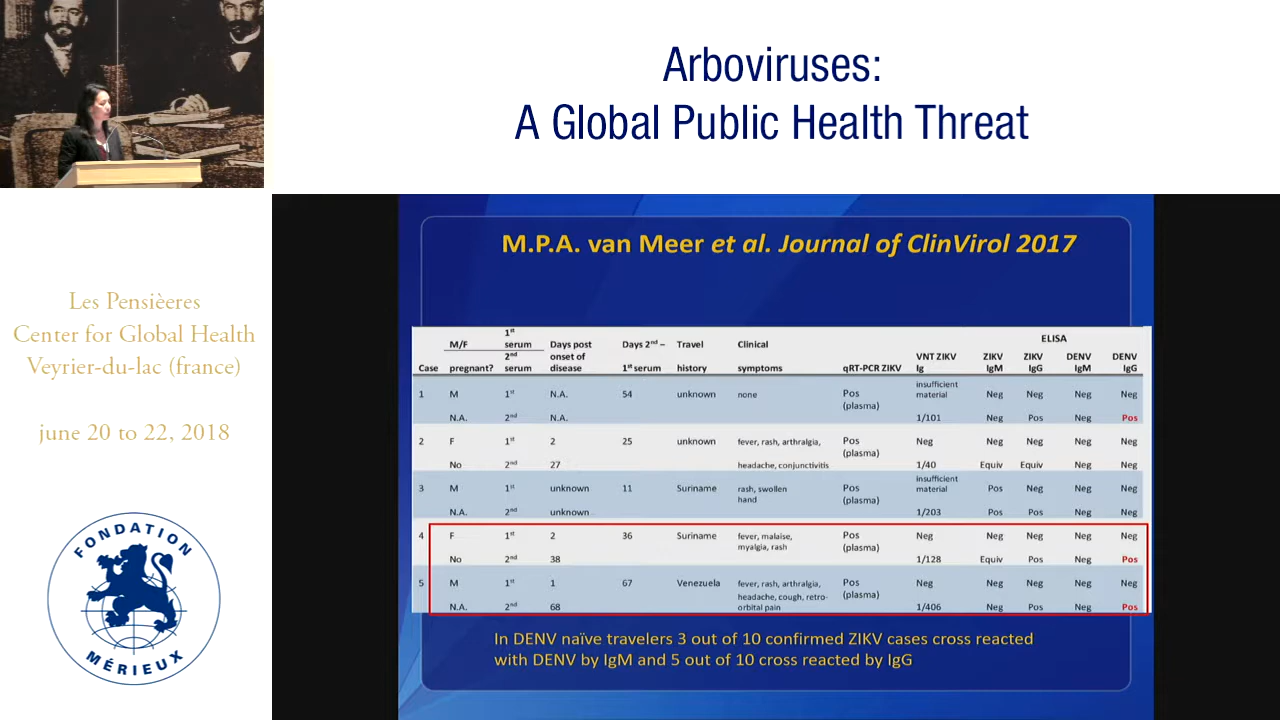 Arboviruses:
A Global Public Health Threat
Les Pensièeres
Center for Global Health
Veyrier-du-lac (france)
june 20 to 22, 2018
FONDATION
MÉRIEUX
M.P.A. van Meer et al. Journal of ClinVirol 2017
Case M/F pregnant? 1st serum 2nd serum Days post onset of disease Days 2nd – 1st serum Travel history Clinical symptoms qRT-PCR ZIKV VNT ZIKV Ig ELISA ZIKV IgM ZIKV IgG DENV IgM DENV IgG
1 M 1st N.A. 54 unknown none Pos (plasma) insufficient material Neg Neg Neg Neg
N.A. 2nd N.A. 1/101 Neg Pos Neg Pos
2 F 1st 2 25 unknown fever, rash, arthralgia, Pos (plasma) Neg Neg Neg Neg Neg
No 2nd 27 headache, conjunctivitis 1/40 Equiv Equiv Neg Neg
3 M 1st unknown 11 Suriname rash, swollen hand Pos (plasma) insufficient material Pos Neg Neg Neg
N.A. 2nd unknown 1/203 Pos Pos Neg Neg
4 F 1st 2 36 Suriname fever, malaise, myalgia, rash Pos (plasma) Neg Neg Neg Neg Neg
No 2nd 38 1/128 Equiv Pos Neg Pos
5 M 1st 1 67 Venezuela fever, rash, arthralgia, Pos (plasma) Neg Neg Neg Neg Neg
N.A. 2nd 68 headache, cough, retro-orbital pain 1/406 Neg Pos Neg Pos
In DENV naïve travelers 3 out of 10 confirmed ZIKV cases cross reacted
with DENV by IgM and 5 out of 10 cross reacted by IgG